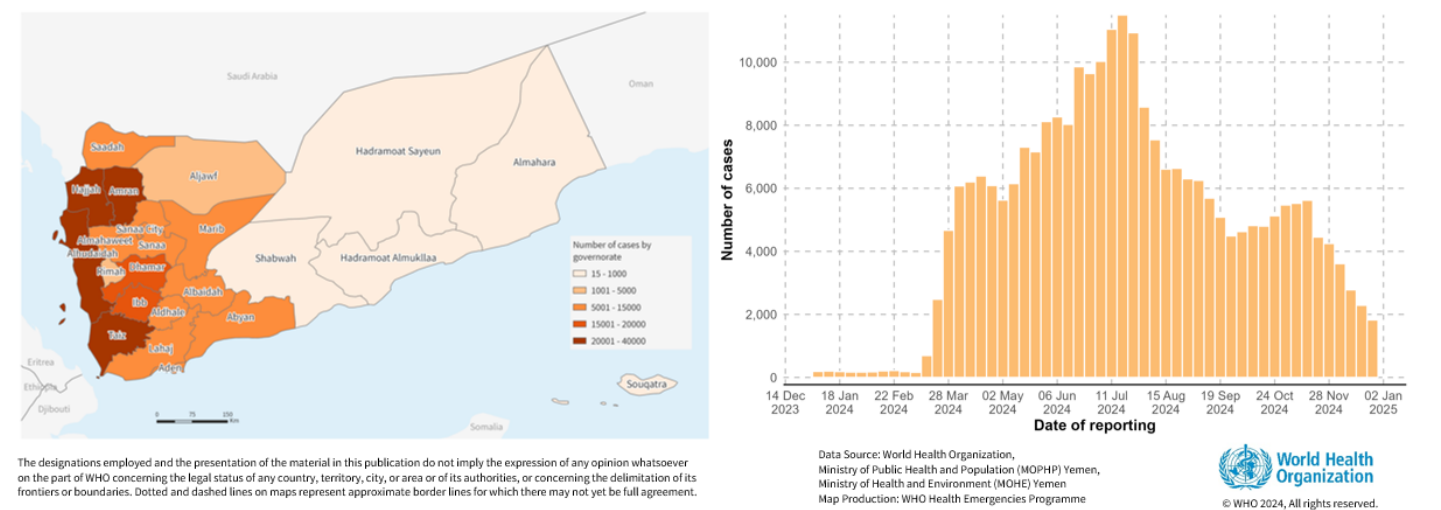 Saudi Arabia
Oman
Saadah
Hajjah
Amran
Aljawf
Hadramoat Sayeun
Almahara
Sanaa City
Marib
Almahaweet
Sanaa
Alhudaidah
Rimah
Dhamar
Shabwah
Hadramoat Almukllaa
Ibb
Albaidah
Aldhale
Abyan
Taiz
Lahaj
Aden
Souqatra
Eritrea
Ethiopia
Djibouti
Somalia
0 75 150
Km
Number of cases by
governorate
15 - 1000
1001 - 5000
5001 - 15000
15001 - 20000
20001 - 40000
The designations employed and the presentation of the material in this publication do not imply the expression of any opinion whatsoever
on the part of WHO concerning the legal status of any country, territory, city, or area or of its authorities, or concerning the delimitation of its
frontiers or boundaries. Dotted and dashed lines on maps represent approximate border lines for which there may not yet be full agreement.
Number of cases
10,000
8,000
6,000
4,000
2,000
0
14 Dec 18 Jan 22 Feb 28 Mar 02 May 06 Jun 11 Jul 15 Aug 19 Sep 24 Oct 28 Nov 02 Jan
2023 2024 2024 2024 2024 2024 2024 2024 2024 2024 2024 2025
Date of reporting
Data Source: World Health Organization,
Ministry of Public Health and Population (MOPHP) Yemen,
Ministry of Health and Environment (MOHE) Yemen
Map Production: WHO Health Emergencies Programme
World Health
Organization
© WHO 2024, All rights reserved.